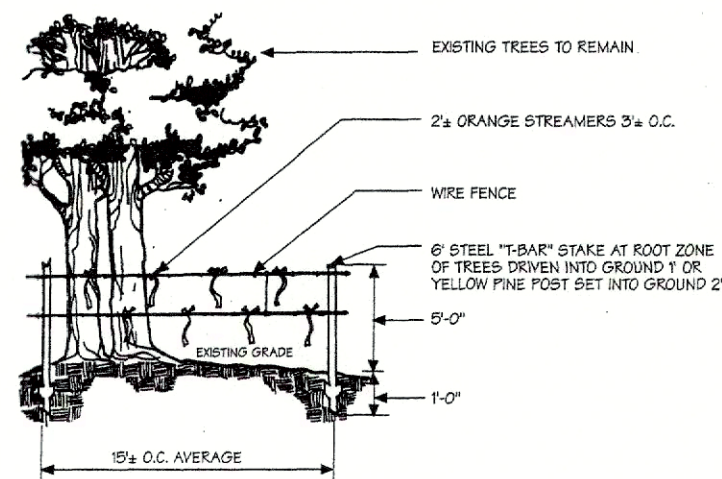 EXISTING TREES TO REMAIN
2'± ORANGE STREAMERS 3'± O.C.
WIRE FENCE
6' STEEL "T-BAR" STAKE AT ROOT ZONE
OF TREES DRIVEN INTO GROUND 1' OR
YELLOW PINE POST SET INTO GROUND 2'
5'-0"
EXISTING GRADE
1'-0"
15'± O.C. AVERAGE